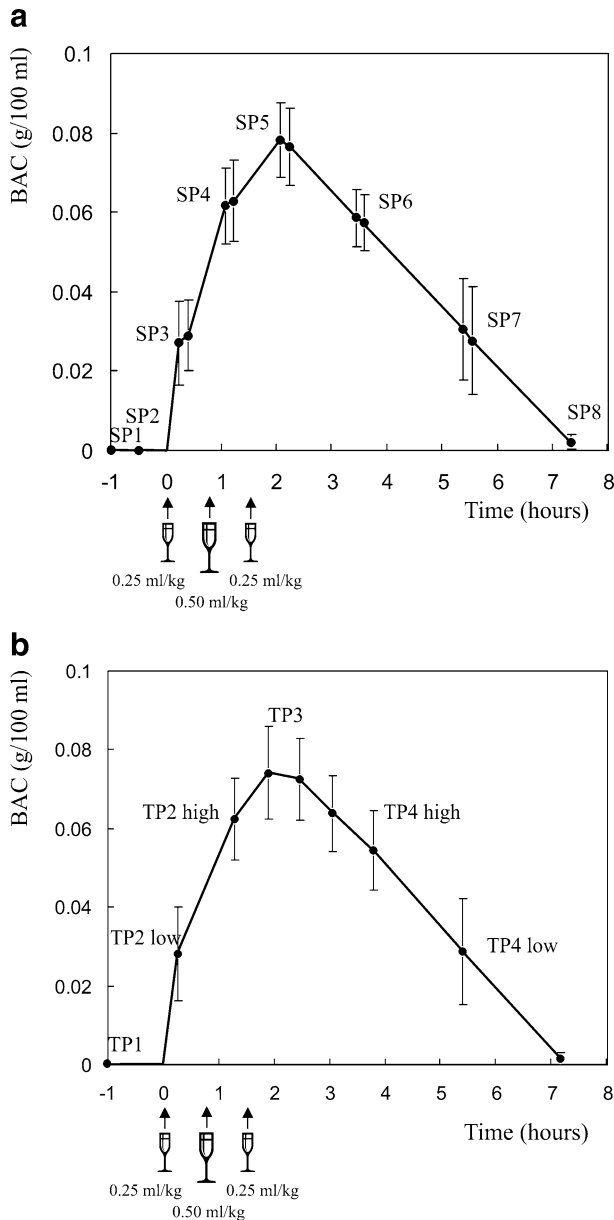 a
BAC (g/100 ml)
0.1
0.08
0.06
0.04
0.02
0
SP5
SP4
SP6
SP3
SP7
SP2
SP1
SP8
-1 0 1 2 3 4 5 6 7 8
Time (hours)
0.25 ml/kg 0.25 ml/kg
0.50 ml/kg
b
BAC (g/100 ml)
0.1
0.08
0.06
0.04
0.02
0
TP3
TP2 high
TP4 high
TP2 low
TP4 low
TP1
-1 0 1 2 3 4 5 6 7 8
Time (hours)
0.25 ml/kg 0.25 ml/kg
0.50 ml/kg